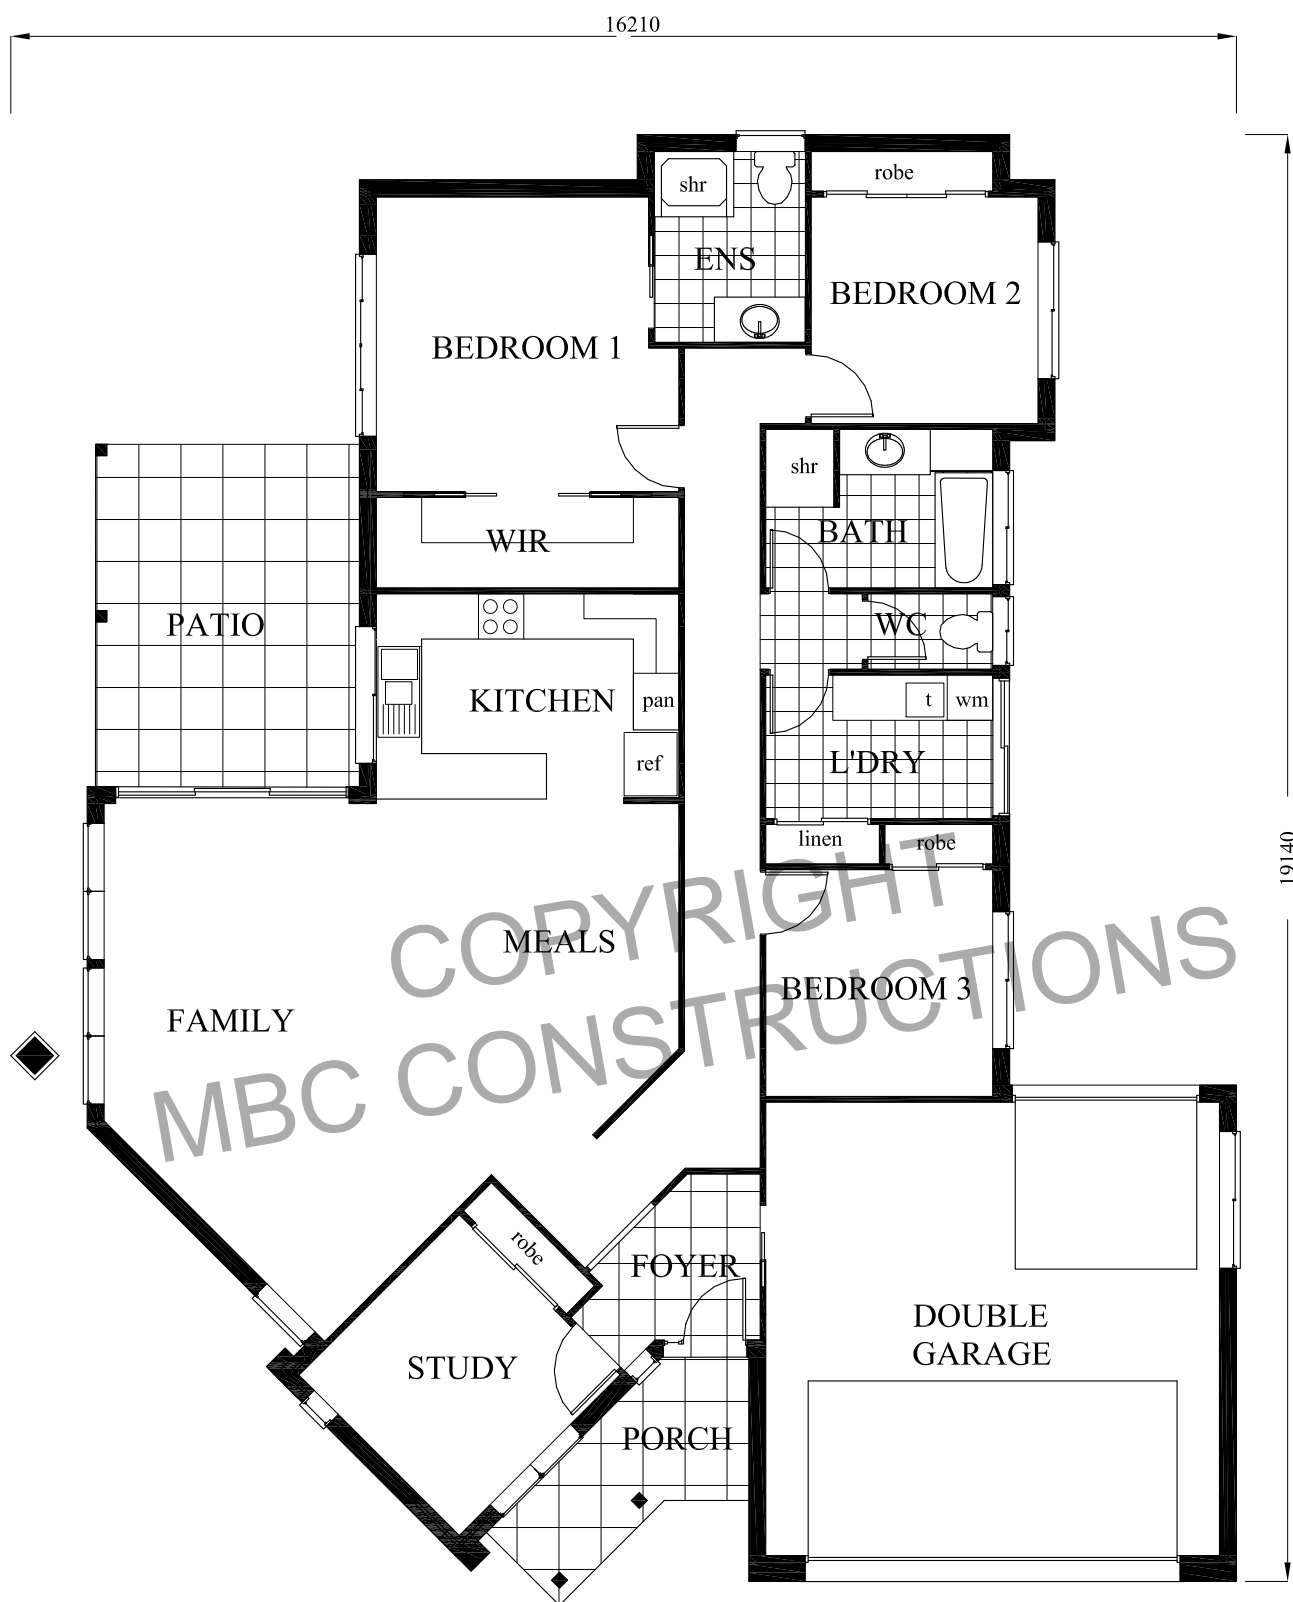 16210
shr
robe
ENS
BEDROOM 2
BEDROOM 1
shr
BATH
WIR
PATIO
WC
KITCHEN
pan
t
wm
ref
L'DRY
linen
robe
19140
COPYRIGHT
MBC CONSTRUCTIONS
MEALS
BEDROOM 3
FAMILY
robe
FOYER
DOUBLE
GARAGE
STUDY
PORCH